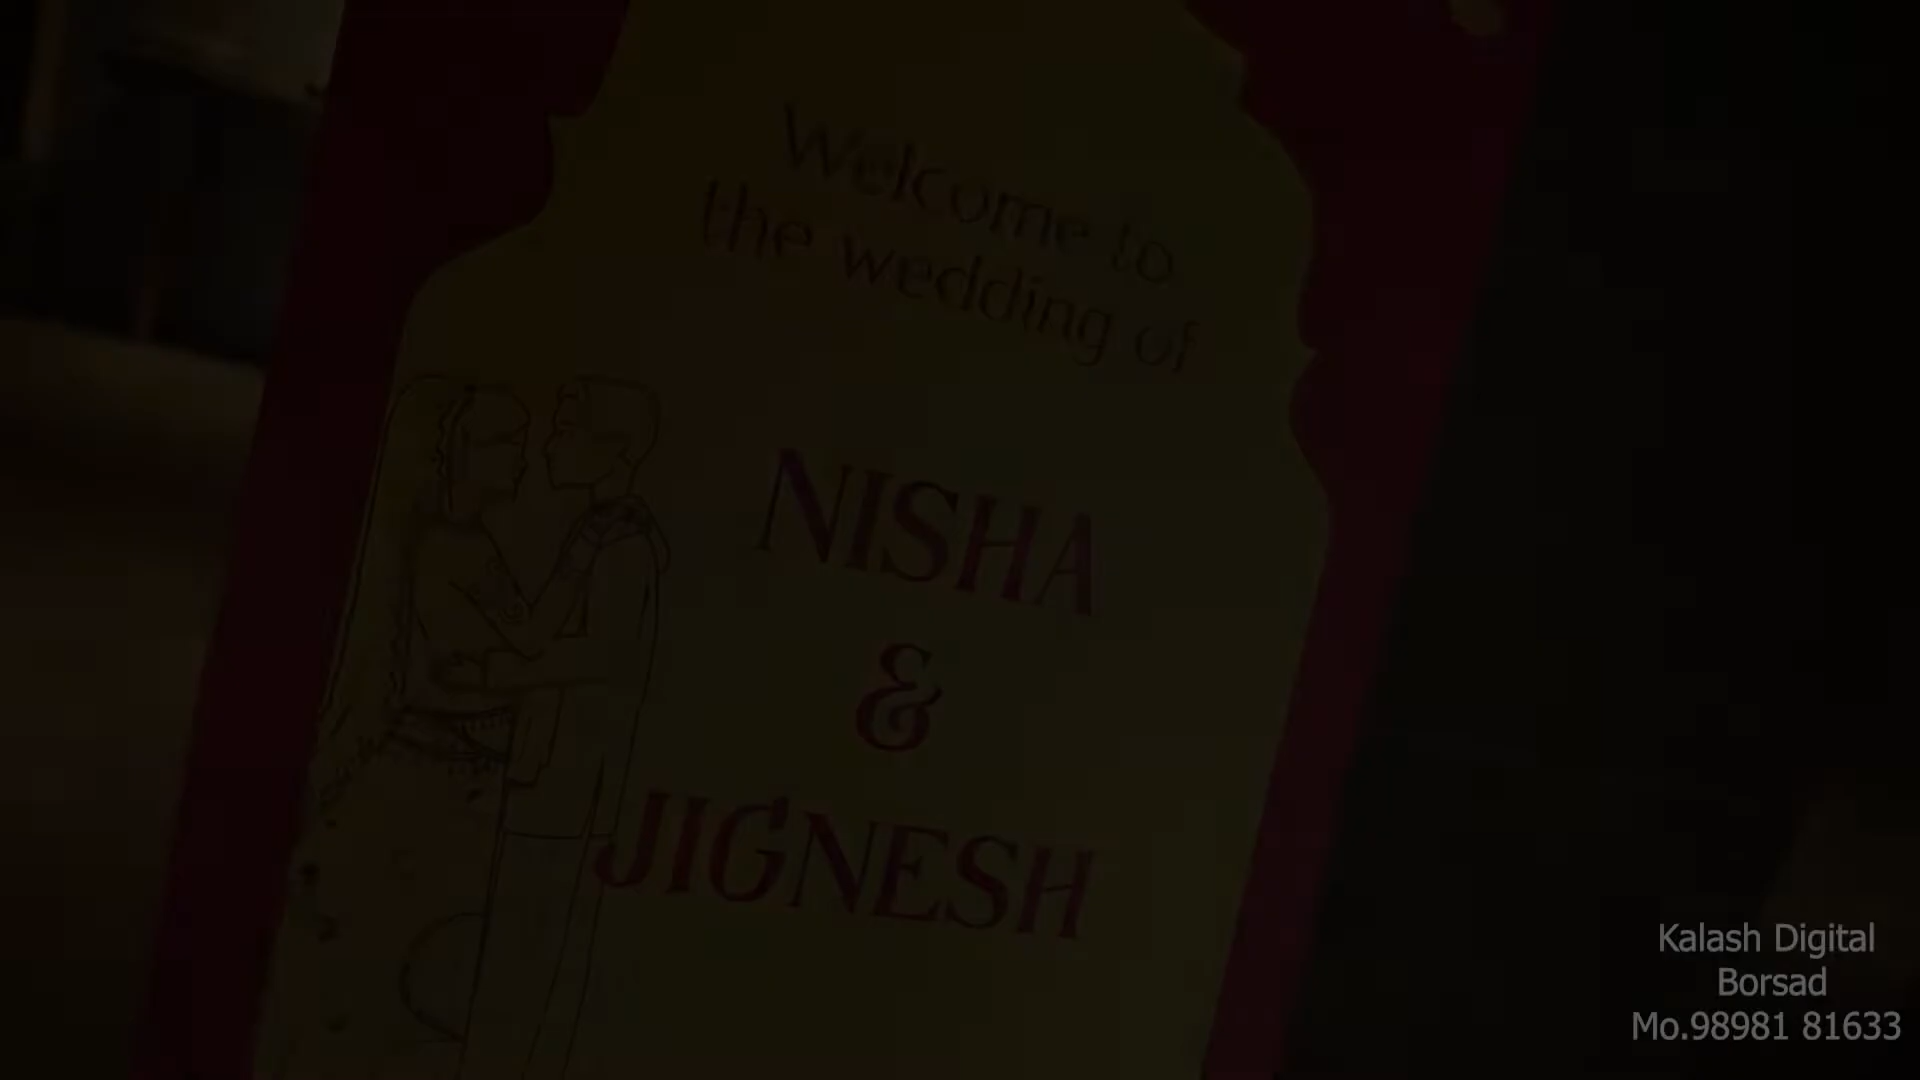 Welcome to
the wedding of
NISHA
&
JIGNESH
Kalash Digital
Borsad
Mo.98981 81633